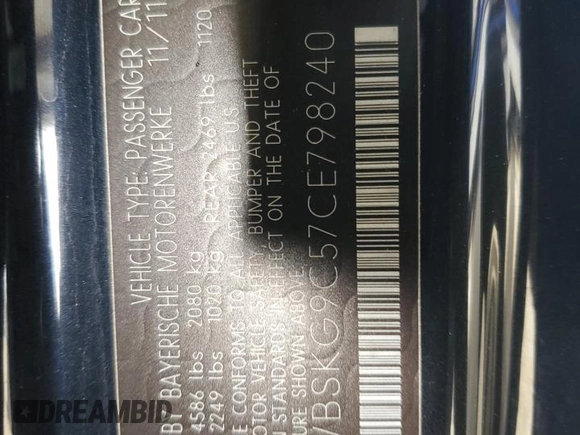 VEHICLE TYPE: PASSENGER CAR
BAYERISCHE MOTORENWERKE 11/11
4586 lbs 2080 kg
2249 lbs 1020 kg REAR 2469 lbs 1120
CONFORMS TO ALL APPLICABLE U.S.
MOTOR VEHICLE SAFETY, BUMPER AND THEFT
STANDARDS IN EFFECT ON THE DATE OF
SHOWN ABOVE.
VBSKG9C57CE798240
DREAMBID